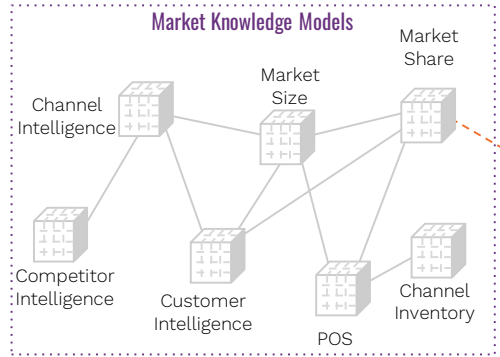 Market Knowledge Models
Market
Share
Market
Size
Channel
Intelligence
Competitor
Intelligence
Customer
Intelligence
Channel
Inventory
POS